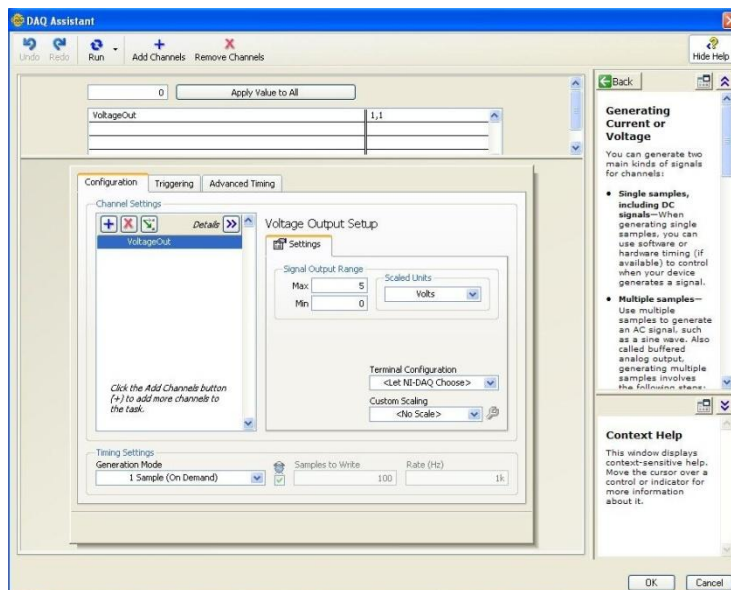 DAQ Assistant
Undo Redo Run Add Channels Remove Channels Hide Help
0 Apply Value to All
VoltageOut 1,1
Configuration Triggering Advanced Timing
Channel Settings
Details
VoltageOut
Click the Add Channels button
(+) to add more channels to
the task.
Voltage Output Setup
Settings
Signal Output Range
Max 5
Min 0
Scaled Units
Volts
Terminal Configuration
<Let NI-DAQ Choose>
Custom Scaling
<No Scale>
Timing Settings
Generation Mode Samples to Write Rate (Hz)
1 Sample (On Demand) 100 1k
Back
Generating
Current or
Voltage
You can generate two
main kinds of signals
for channels:
• Single samples,
including DC
signals—When
generating single
samples, you can
use software or
hardware timing (if
available) to control
when your device
generates a signal.
• Multiple samples—
Use multiple
samples to generate
an AC signal, such
as a sine wave. Also
called buffered
analog output,
generating multiple
samples involves
the following steps:
Context Help
This window displays
context-sensitive help.
Move the cursor over a
control or indicator for
more information
about it.
OK Cancel